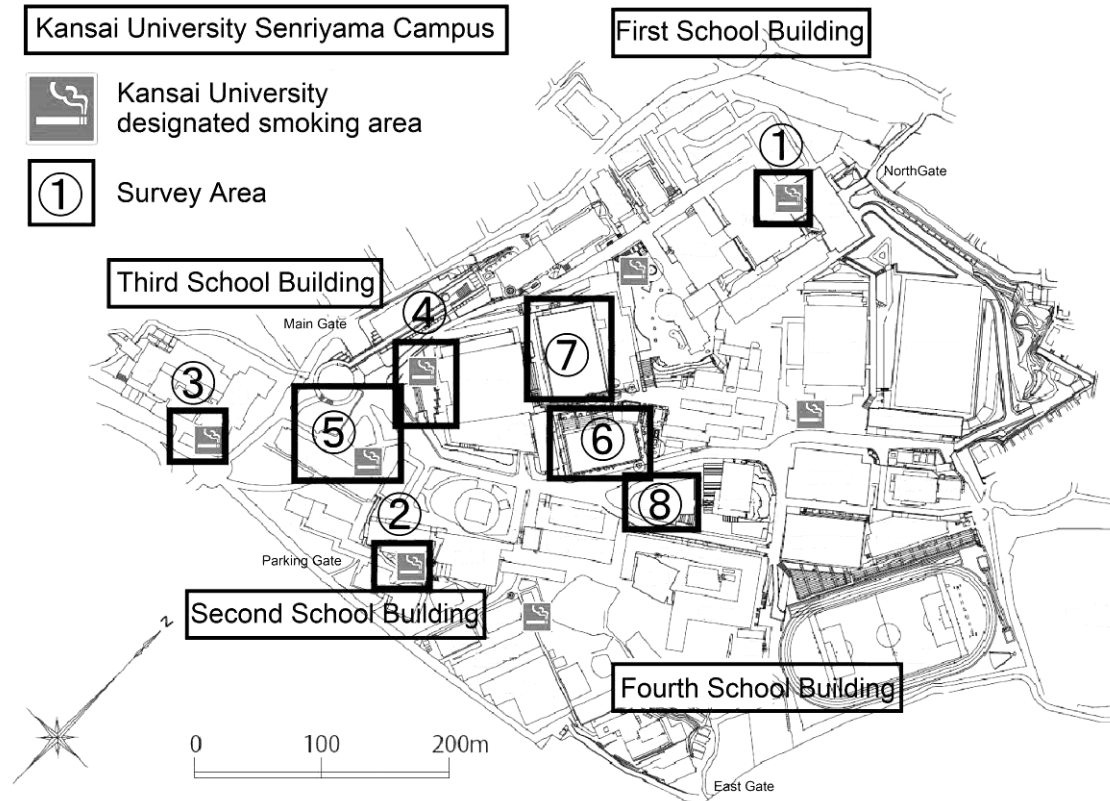 Kansai University Senriyama Campus
First School Building
Kansai University
designated smoking area
① Survey Area
①
NorthGate
Third School Building
Main Gate
④
⑦
③
⑤
⑥
⑧
②
Parking Gate
Second School Building
Fourth School Building
N
0 100 200m
East Gate